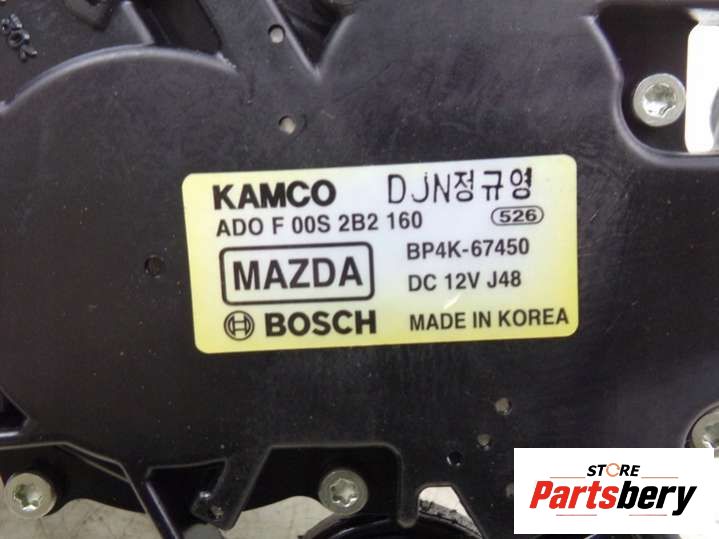 KAMCO DJN정규영
ADO F 00S 2B2 160 526
MAZDA BP4K-67450
DC 12V J48
BOSCH MADE IN KOREA
STORE
Partsbery